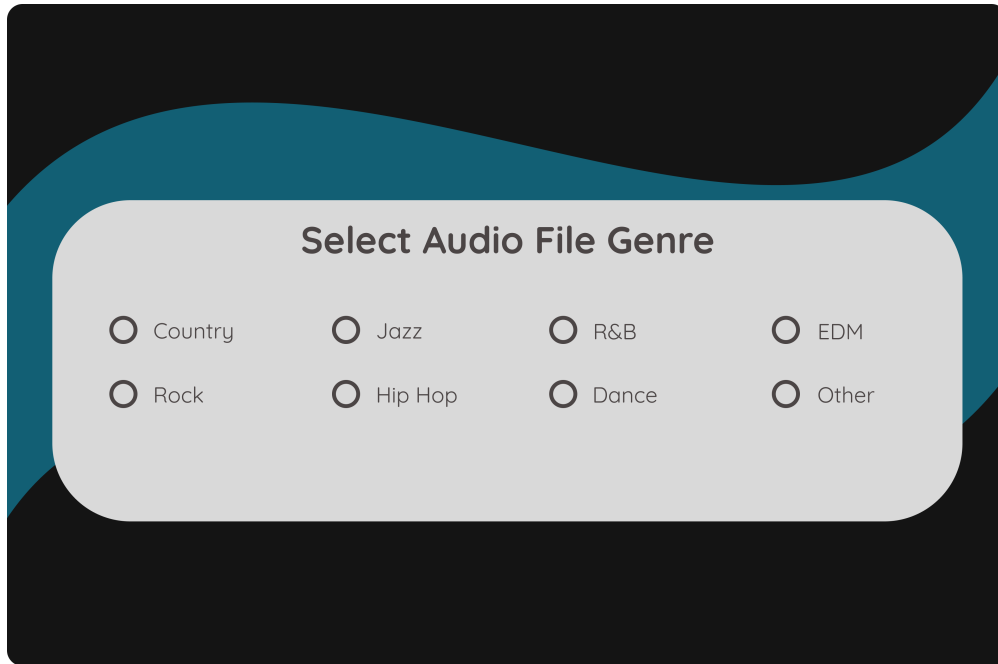 Select Audio File Genre
Country Jazz R&B EDM
Rock Hip Hop Dance Other